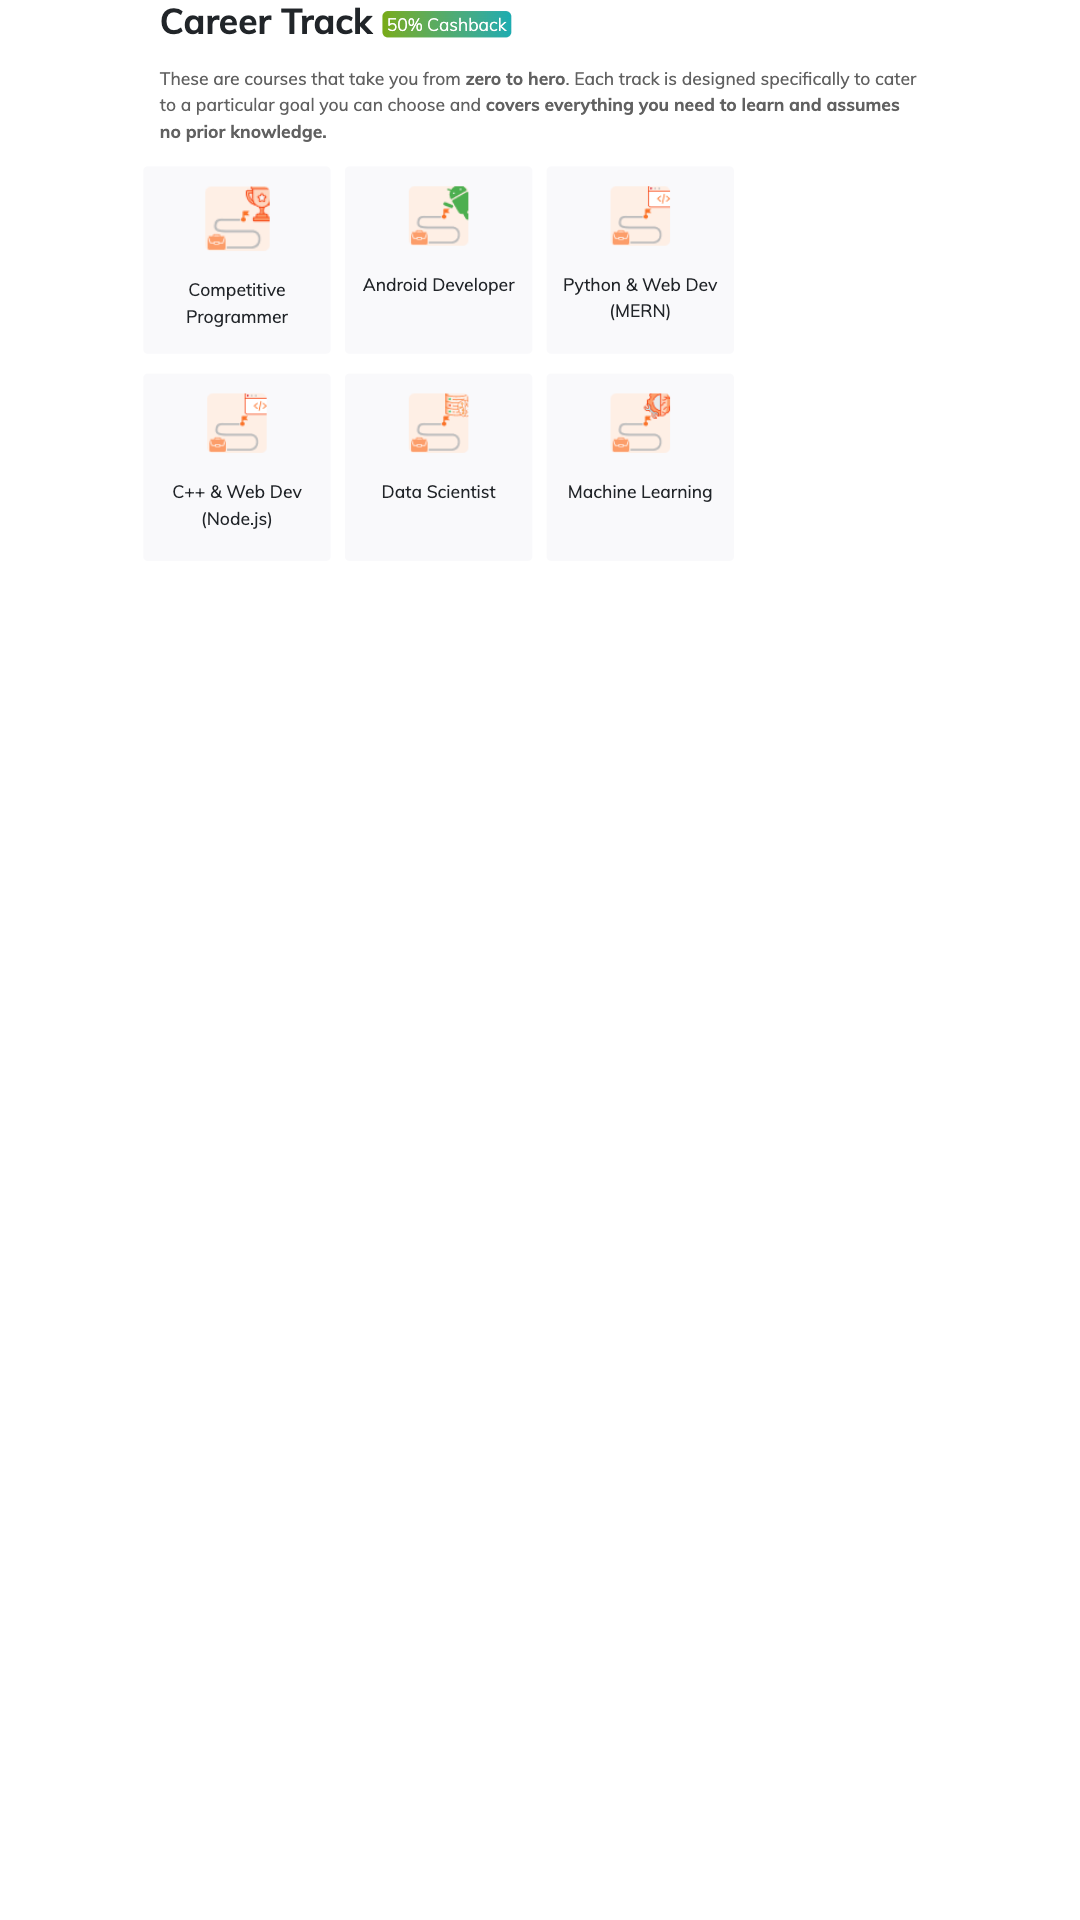 Career Track 50% Cashback
These are courses that take you from zero to hero. Each track is designed specifically to cater
to a particular goal you can choose and covers everything you need to learn and assumes
no prior knowledge.
Competitive
Programmer
Android Developer
Python & Web Dev
(MERN)
C++ & Web Dev
(Node.js)
Data Scientist
Machine Learning